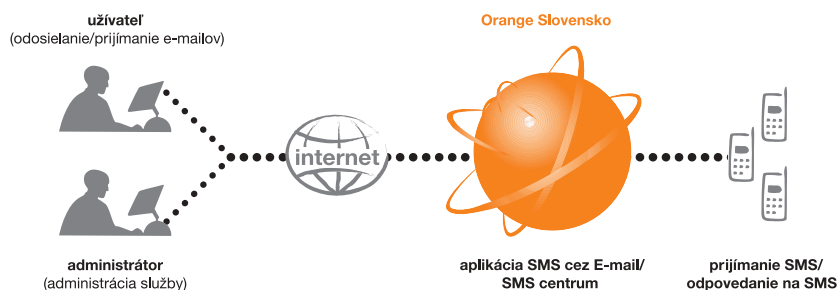 užívateľ
(odosielanie/prijímanie e-mailov)
Orange Slovensko
internet
administrátor
(administrácia služby)
aplikácia SMS cez E-mail/
SMS centrum
prijímanie SMS/
odpovedanie na SMS